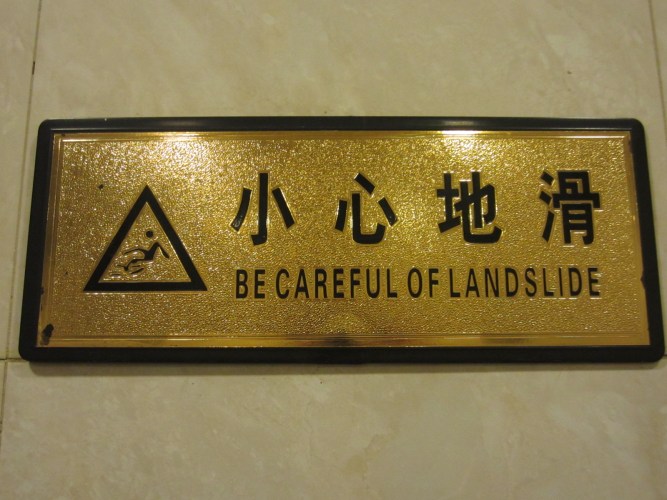 小心地滑
BE CAREFUL OF LANDSLIDE